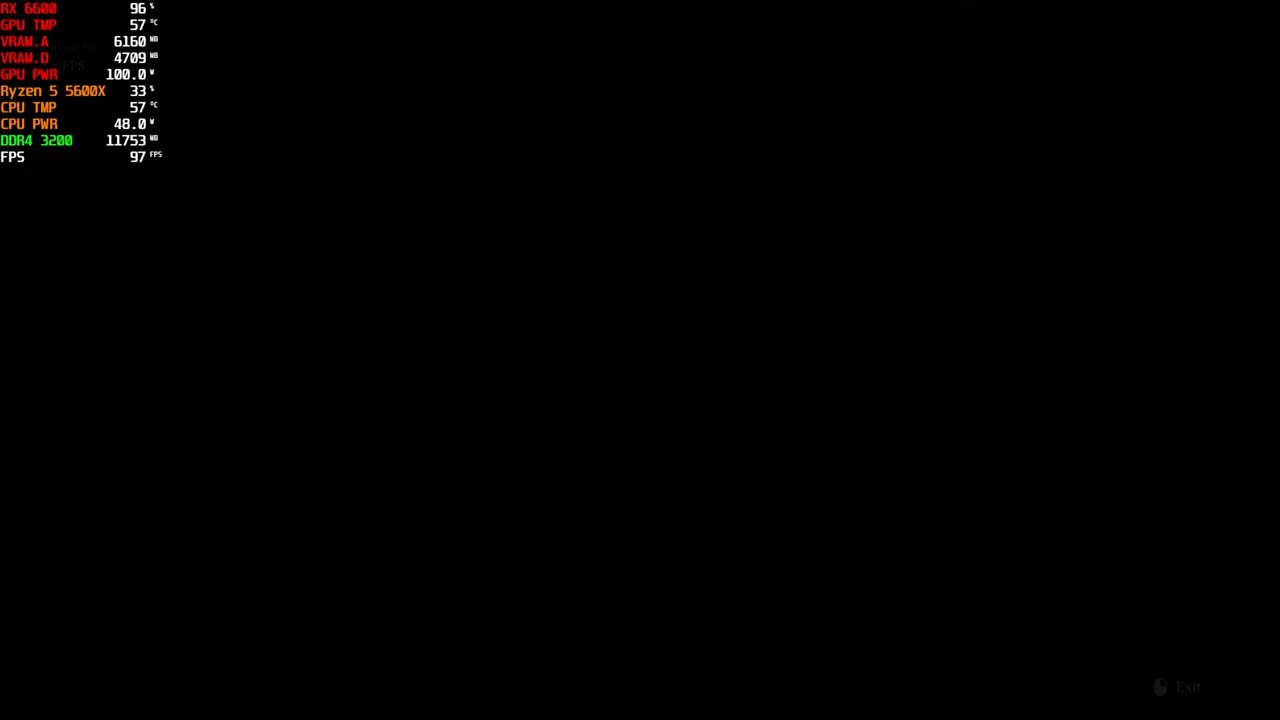 RX 6600 96 %
GPU TMP 57 °C
VRAM.A 6160 MB
VRAM.D 4709 MB
GPU PWR 100.0 W
Ryzen 5 5600X 33 %
CPU TMP 57 °C
CPU PWR 48.0 W
DDR4 3200 11753 MB
FPS 97 FPS
FPS
Exit